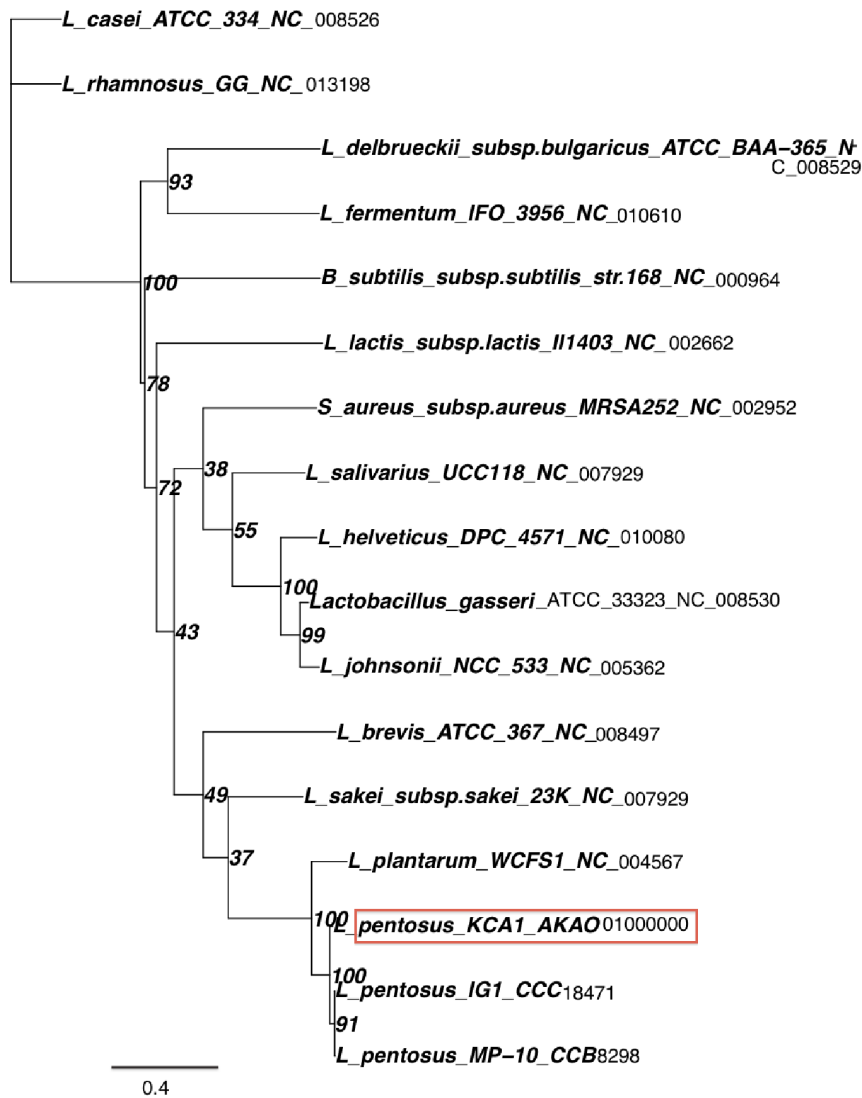 L_casei_ATCC_334_NC_008526
L_rhamnosus_GG_NC_013198
L_delbrueckii_subsp.bulgaricus_ATCC_BAA-365_N
C_008529
93
L_fermentum_IFO_3956_NC_010610
100
B_subtilis_subsp.subtilis_str.168_NC_000964
L_lactis_subsp.lactis_Il1403_NC_002662
78
S_aureus_subsp.aureus_MRSA252_NC_002952
38
L_salivarius_UCC118_NC_007929
72
55
L_helveticus_DPC_4571_NC_010080
100
Lactobacillus_gasseri_ATCC_33323_NC_008530
43
99
L_johnsonii_NCC_533_NC_005362
L_brevis_ATCC_367_NC_008497
49
L_sakei_subsp.sakei_23K_NC_007929
37
L_plantarum_WCFS1_NC_004567
100
L_pentosus_KCA1_AKAO01000000
100
L_pentosus_IG1_CCC18471
91
L_pentosus_MP-10_CCB8298
0.4